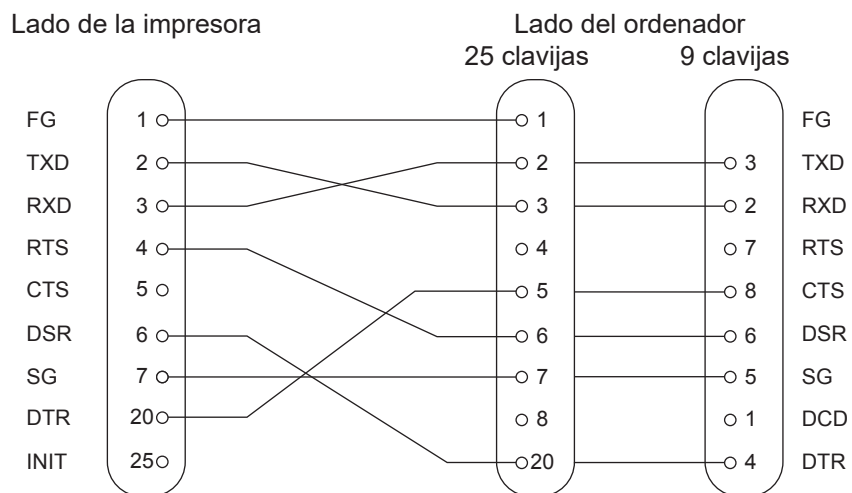 Lado de la impresora Lado del ordenador
25 clavijas 9 clavijas
FG 1 1 FG
TXD 2 2 3 TXD
RXD 3 3 2 RXD
RTS 4 4 7 RTS
CTS 5 5 8 CTS
DSR 6 6 6 DSR
SG 7 7 5 SG
DTR 20 8 1 DCD
INIT 25 20 4 DTR